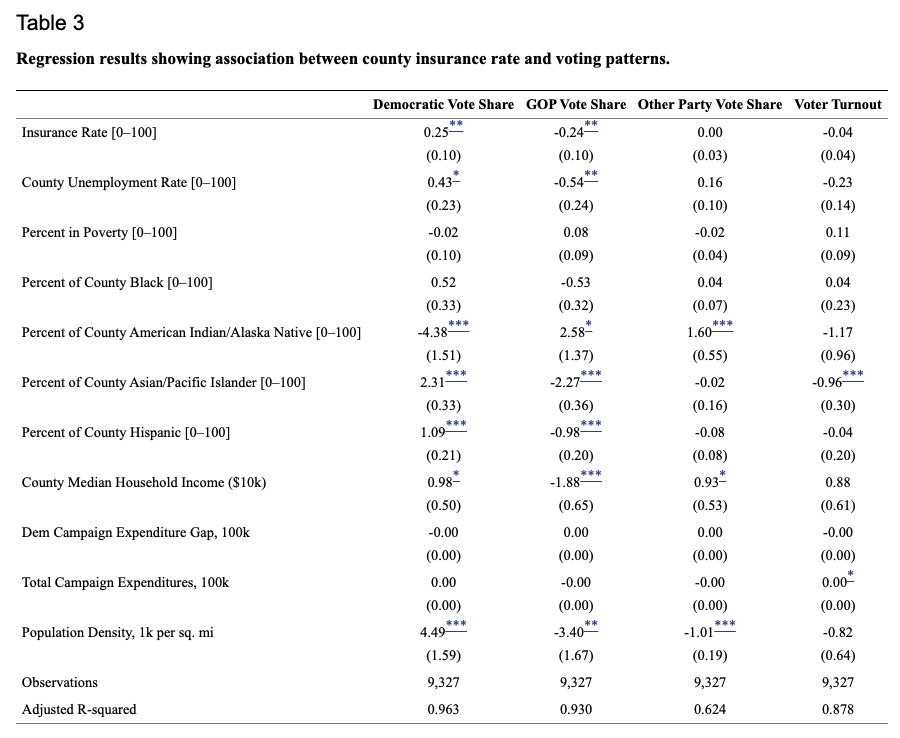 Table 3
Regression results showing association between county insurance rate and voting patterns.
Democratic Vote Share GOP Vote Share Other Party Vote Share Voter Turnout
Insurance Rate [0–100] 0.25** -0.24** 0.00 -0.04
(0.10) (0.10) (0.03) (0.04)
County Unemployment Rate [0–100] 0.43* -0.54** 0.16 -0.23
(0.23) (0.24) (0.10) (0.14)
Percent in Poverty [0–100] -0.02 0.08 -0.02 0.11
(0.10) (0.09) (0.04) (0.09)
Percent of County Black [0–100] 0.52 -0.53 0.04 0.04
(0.33) (0.32) (0.07) (0.23)
Percent of County American Indian/Alaska Native [0–100] -4.38*** 2.58* 1.60*** -1.17
(1.51) (1.37) (0.55) (0.96)
Percent of County Asian/Pacific Islander [0–100] 2.31*** -2.27*** -0.02 -0.96***
(0.33) (0.36) (0.16) (0.30)
Percent of County Hispanic [0–100] 1.09*** -0.98*** -0.08 -0.04
(0.21) (0.20) (0.08) (0.20)
County Median Household Income ($10k) 0.98* -1.88*** 0.93* 0.88
(0.50) (0.65) (0.53) (0.61)
Dem Campaign Expenditure Gap, 100k -0.00 0.00 0.00 -0.00
(0.00) (0.00) (0.00) (0.00)
Total Campaign Expenditures, 100k 0.00 -0.00 -0.00 0.00*
(0.00) (0.00) (0.00) (0.00)
Population Density, 1k per sq. mi 4.49*** -3.40** -1.01*** -0.82
(1.59) (1.67) (0.19) (0.64)
Observations 9,327 9,327 9,327 9,327
Adjusted R-squared 0.963 0.930 0.624 0.878